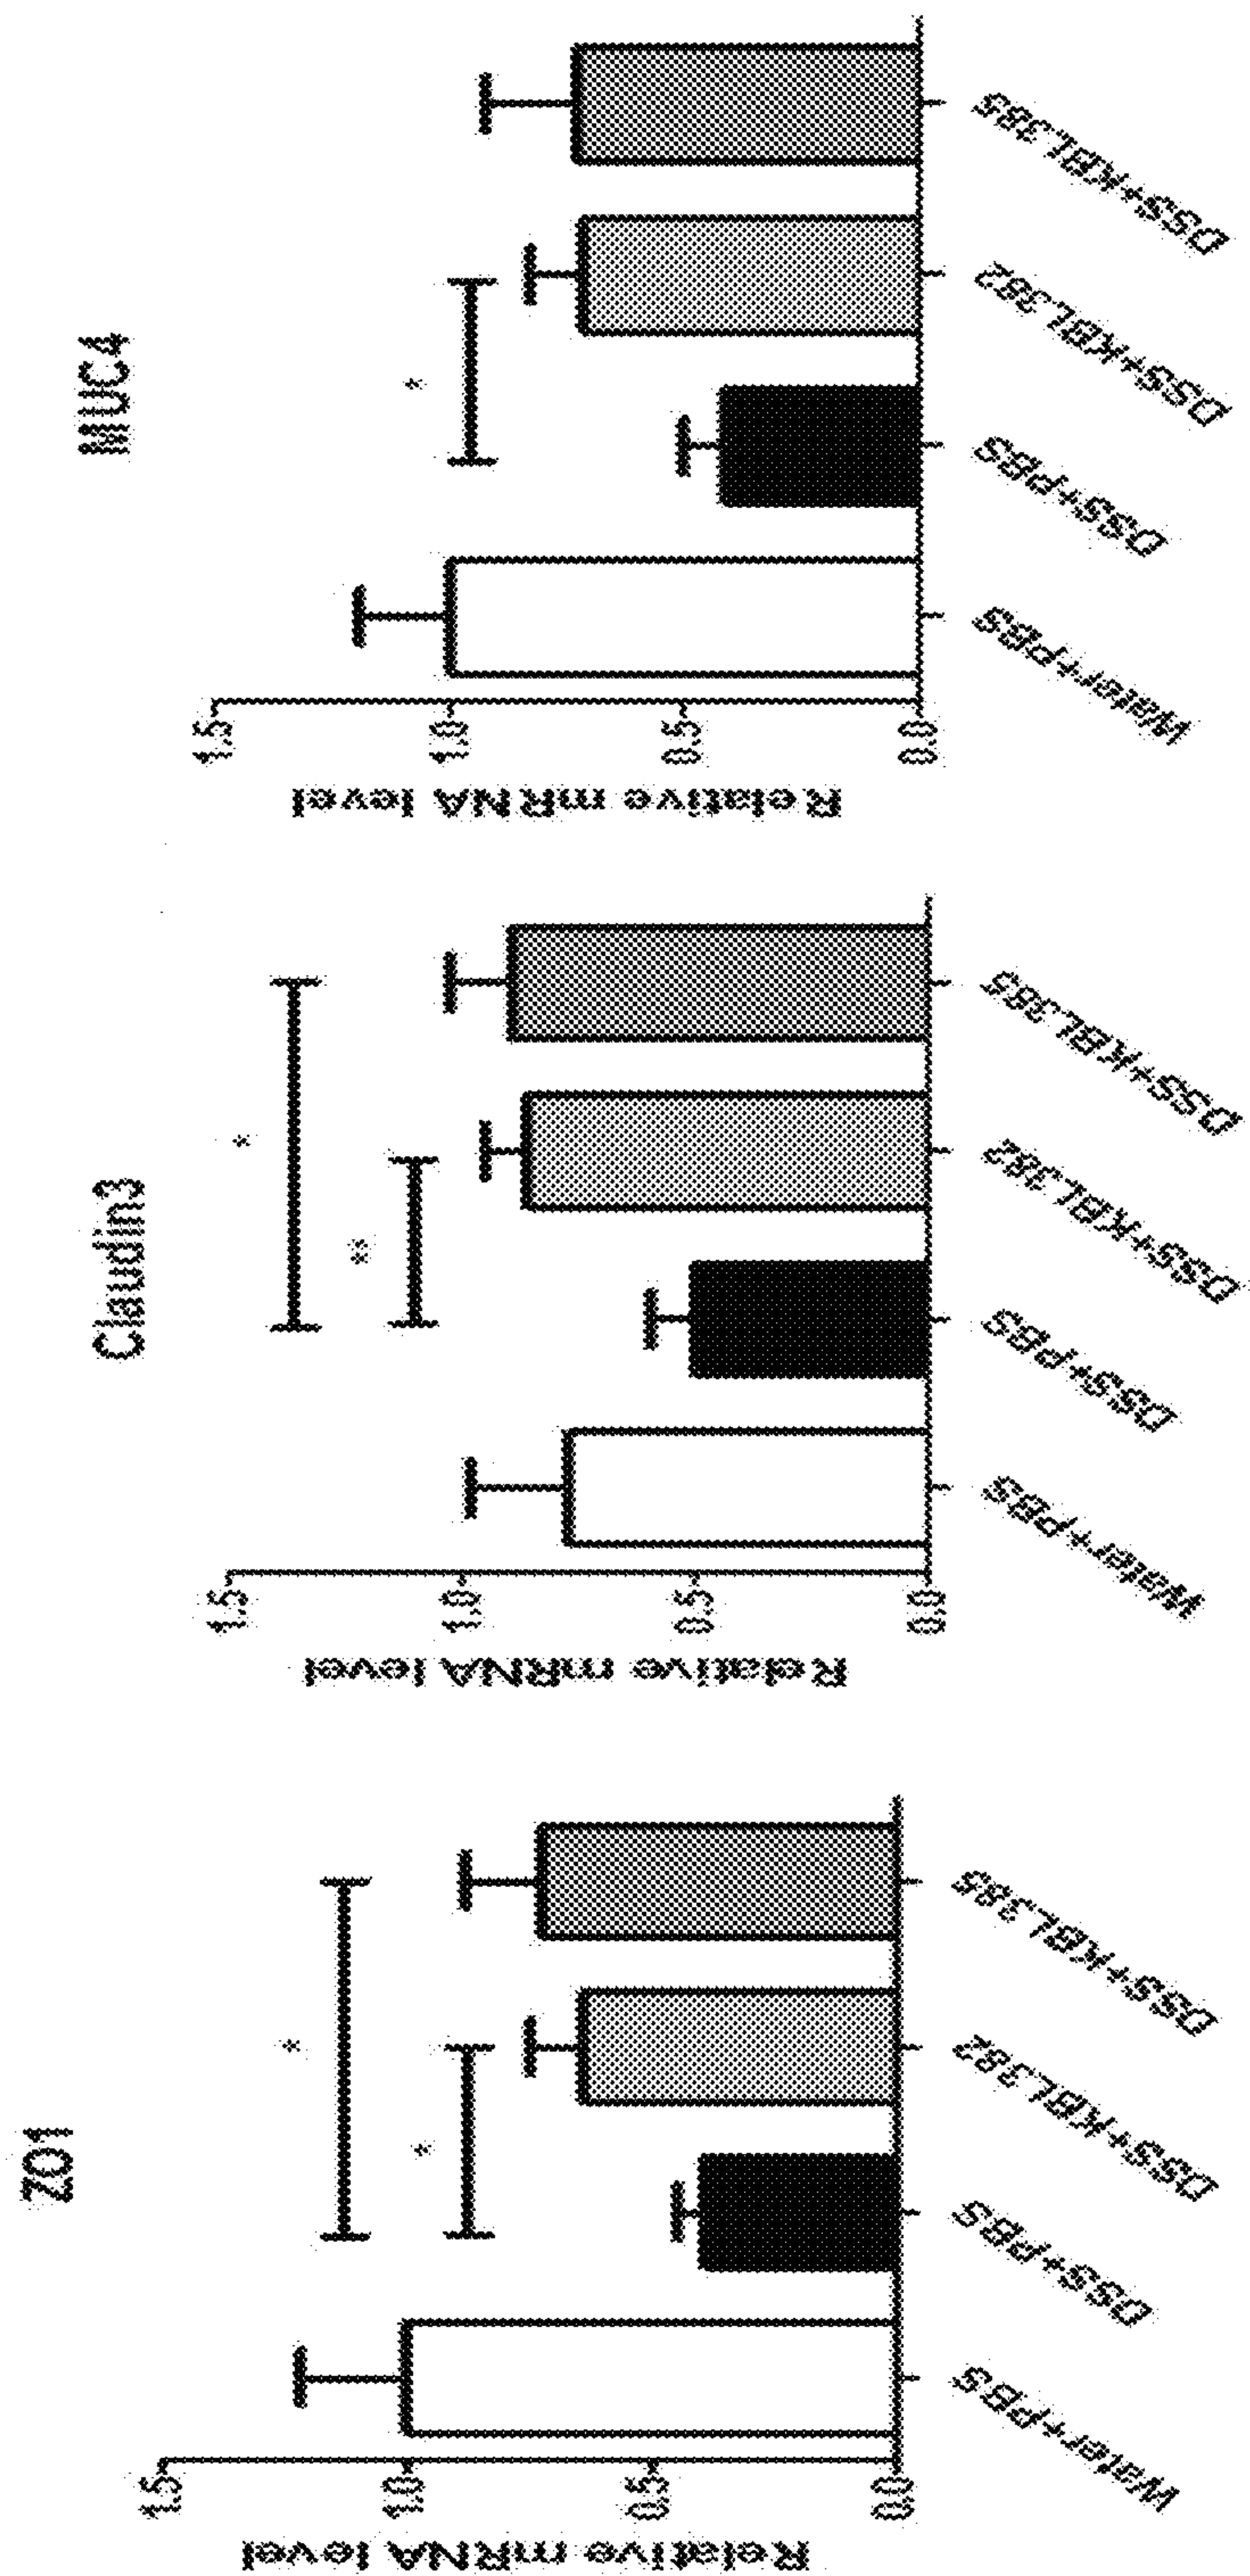 ZO1
*
*
Relative mRNA level
1.5
1.0
0.5
0.0
Water+PBS
DSS+PBS
DSS+KBL382
DSS+KBL385
Claudin3
*
**
Relative mRNA level
1.5
1.0
0.5
0.0
Water+PBS
DSS+PBS
DSS+KBL382
DSS+KBL385
MUC4
*
Relative mRNA level
1.5
1.0
0.5
0.0
Water+PBS
DSS+PBS
DSS+KBL382
DSS+KBL385